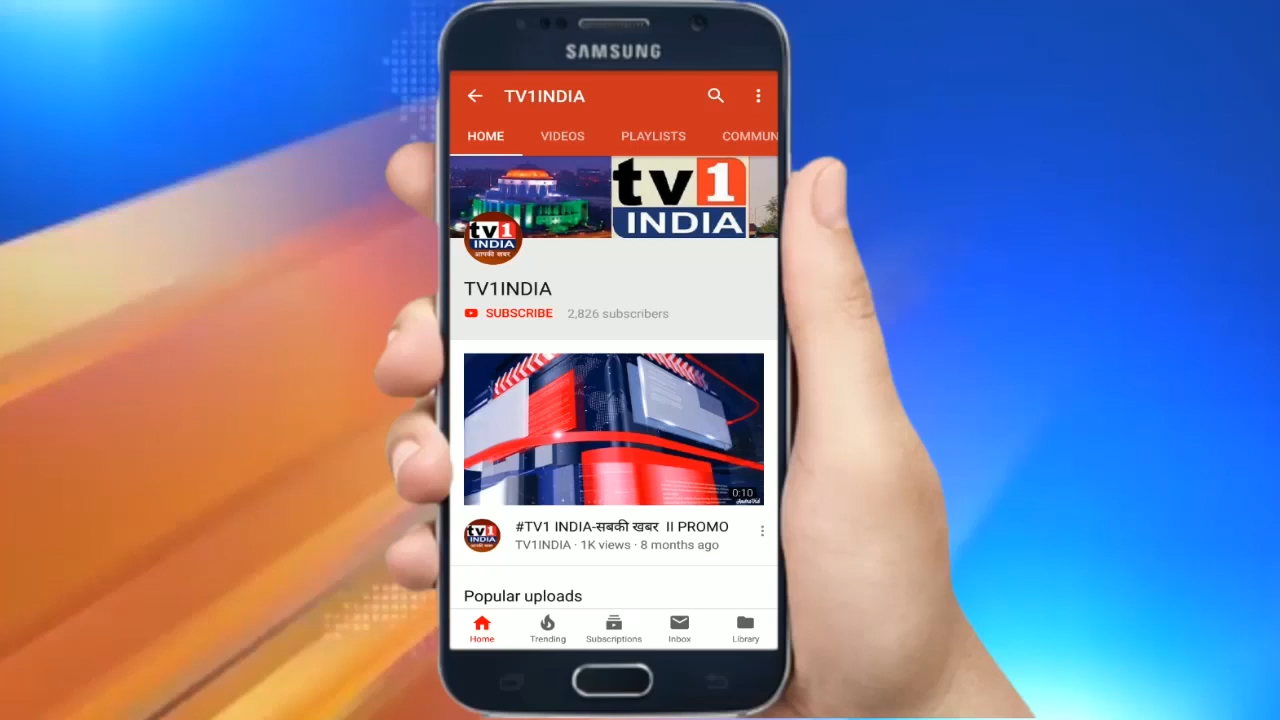 SAMSUNG
TV1INDIA
HOME VIDEOS PLAYLISTS COMMUN
tv1
INDIA
tv1
INDIA
आपकी खबर
TV1INDIA
SUBSCRIBE 2,826 subscribers
0:10
#TV1 INDIA-सबकी खबर II PROMO
TV1INDIA · 1K views · 8 months ago
tv1
INDIA
Popular uploads
Home Trending Subscriptions Inbox Library